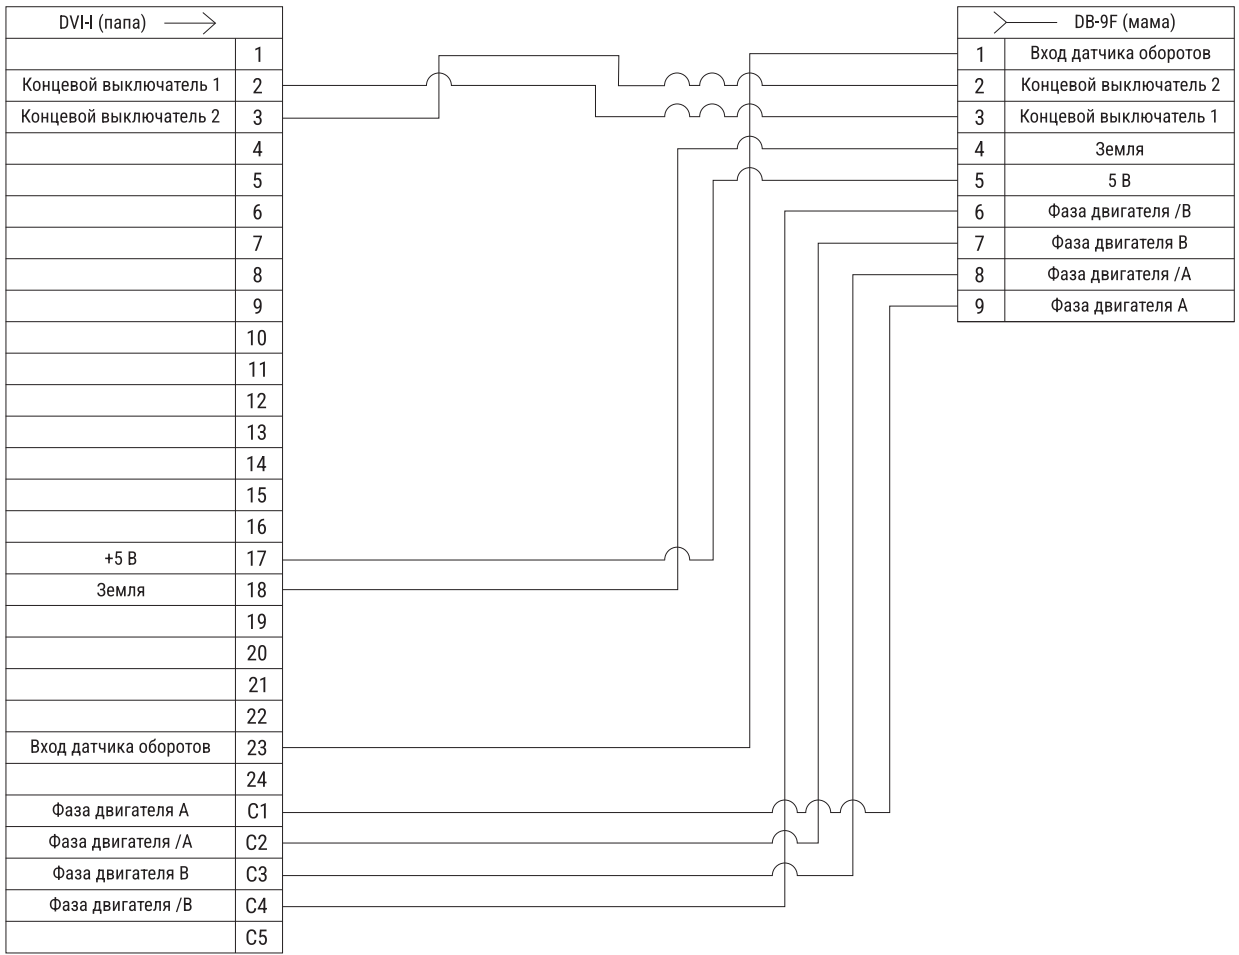 DVI-I (папа)
1
Концевой выключатель 1 2
Концевой выключатель 2 3
4
5
6
7
8
9
10
11
12
13
14
15
16
+5 В 17
Земля 18
19
20
21
22
Вход датчика оборотов 23
24
Фаза двигателя A C1
Фаза двигателя /A C2
Фаза двигателя B C3
Фаза двигателя /B C4
C5
DB-9F (мама)
1 Вход датчика оборотов
2 Концевой выключатель 2
3 Концевой выключатель 1
4 Земля
5 5 В
6 Фаза двигателя /B
7 Фаза двигателя B
8 Фаза двигателя /A
9 Фаза двигателя A